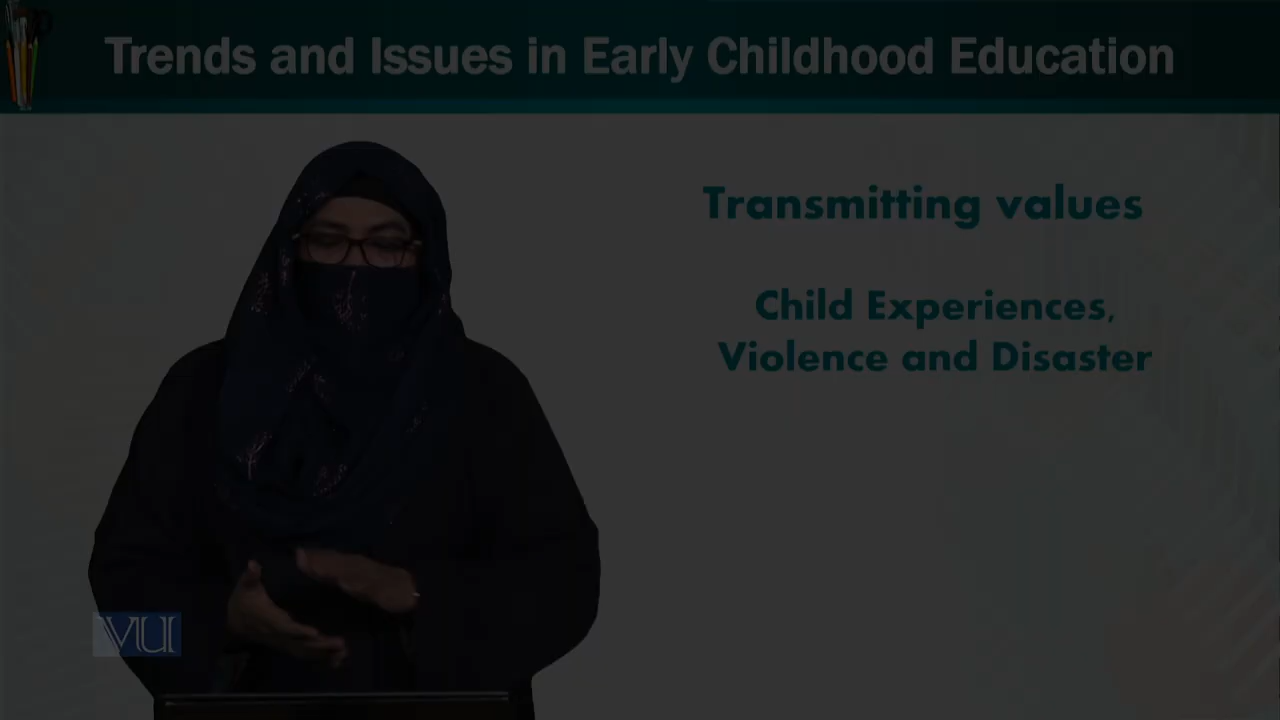 Trends and Issues in Early Childhood Education
Transmitting values
Child Experiences,
Violence and Disaster
VU